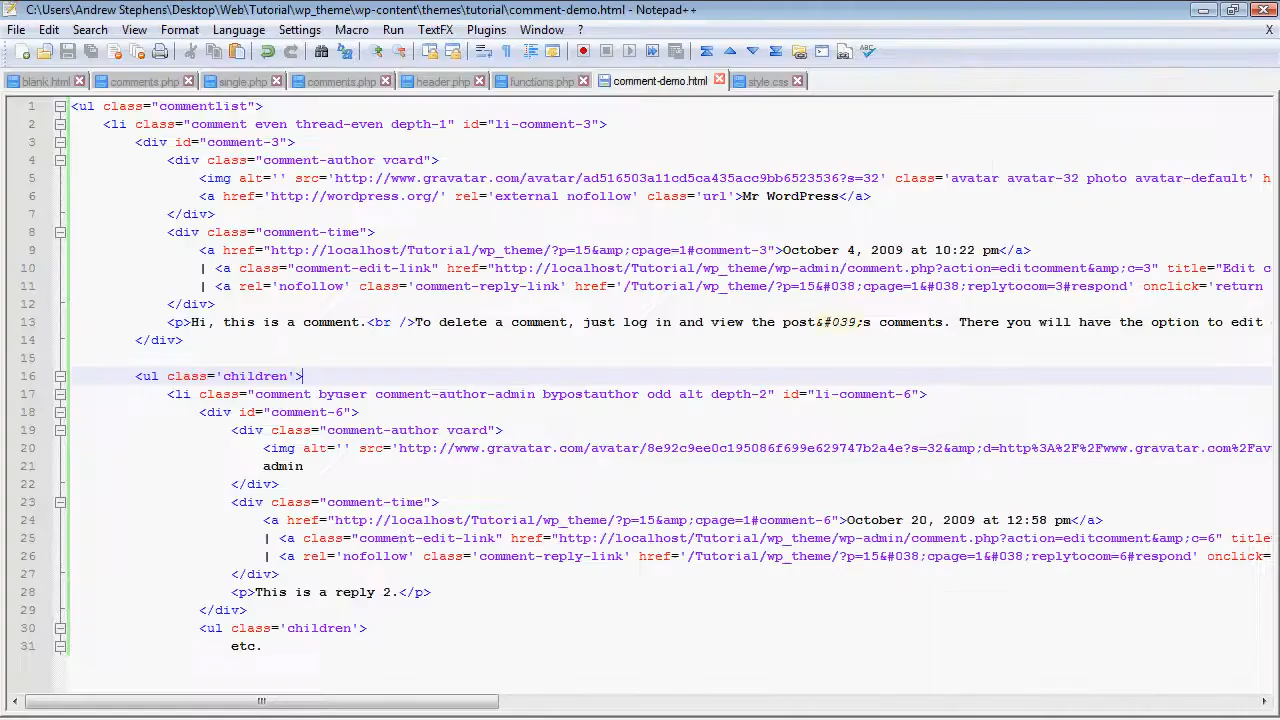 C:\Users\Andrew Stephens\Desktop\Web\Tutorial\wp_theme\wp-content\themes\tutorial\comment-demo.html - Notepad++
File Edit Search View Format Language Settings Macro Run TextFX Plugins Window ? X
blank.html comments.php single.php comments.php header.php functions.php comment-demo.html style.css
1 <ul class="commentlist">
2 <li class="comment even thread-even depth-1" id="li-comment-3">
3 <div id="comment-3">
4 <div class="comment-author vcard">
5 <img alt='' src='http://www.gravatar.com/avatar/ad516503a11cd5ca435acc9bb6523536?s=32' class='avatar avatar-32 photo avatar-default' h
6 <a href='http://wordpress.org/' rel='external nofollow' class='url'>Mr WordPress</a>
7 </div>
8 <div class="comment-time">
9 <a href="http://localhost/Tutorial/wp_theme/?p=15&amp;cpage=1#comment-3">October 4, 2009 at 10:22 pm</a>
10 | <a class="comment-edit-link" href="http://localhost/Tutorial/wp_theme/wp-admin/comment.php?action=editcomment&amp;c=3" title="Edit c
11 | <a rel='nofollow' class='comment-reply-link' href='/Tutorial/wp_theme/?p=15&#038;cpage=1&#038;replytocom=3#respond' onclick='return
12 </div>
13 <p>Hi, this is a comment.<br />To delete a comment, just log in and view the post&#039;s comments. There you will have the option to edit
14 </div>
15
16 <ul class='children'>
17 <li class="comment byuser comment-author-admin bypostauthor odd alt depth-2" id="li-comment-6">
18 <div id="comment-6">
19 <div class="comment-author vcard">
20 <img alt='' src='http://www.gravatar.com/avatar/8e92c9ee0c195086f699e629747b2a4e?s=32&amp;d=http%3A%2F%2Fwww.gravatar.com%2Fav
21 admin
22 </div>
23 <div class="comment-time">
24 <a href="http://localhost/Tutorial/wp_theme/?p=15&amp;cpage=1#comment-6">October 20, 2009 at 12:58 pm</a>
25 | <a class="comment-edit-link" href="http://localhost/Tutorial/wp_theme/wp-admin/comment.php?action=editcomment&amp;c=6" title
26 | <a rel='nofollow' class='comment-reply-link' href='/Tutorial/wp_theme/?p=15&#038;cpage=1&#038;replytocom=6#respond' onclick=
27 </div>
28 <p>This is a reply 2.</p>
29 </div>
30 <ul class='children'>
31 etc.